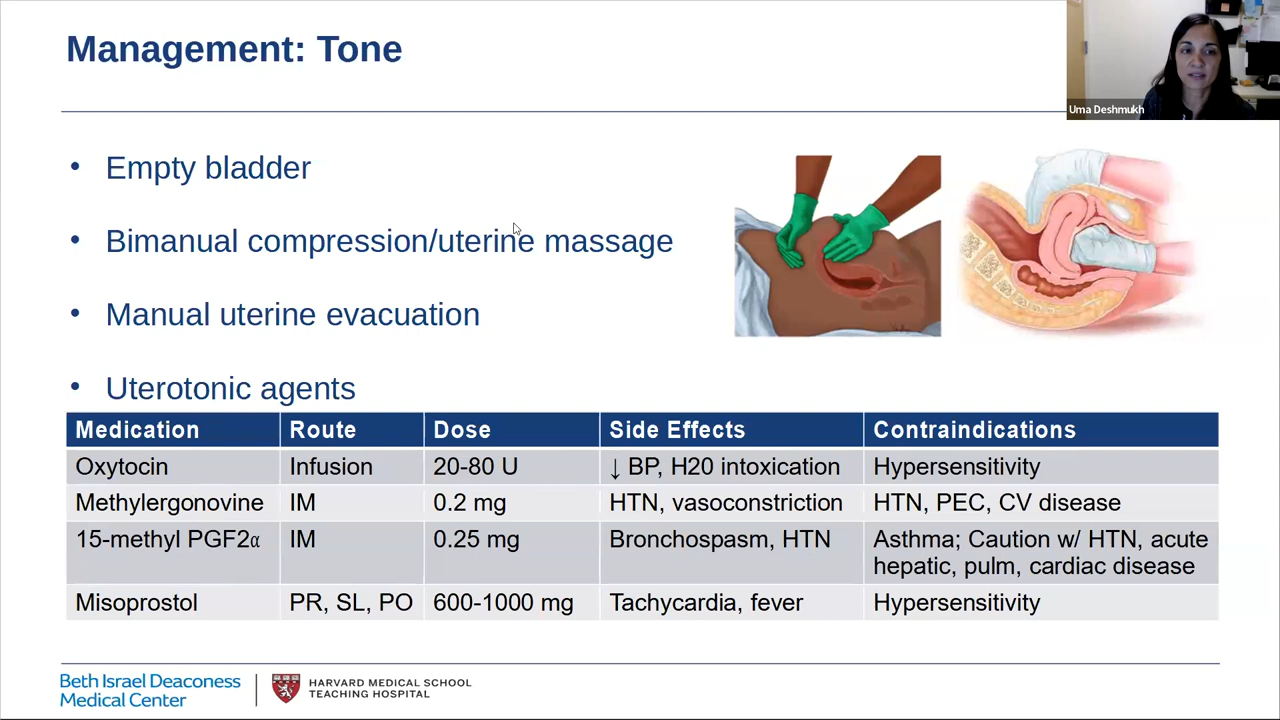 Management: Tone
Uma Deshmukh
• Empty bladder
• Bimanual compression/uterine massage
• Manual uterine evacuation
• Uterotonic agents
Medication Route Dose Side Effects Contraindications
Oxytocin Infusion 20-80 U ↓ BP, H20 intoxication Hypersensitivity
Methylergonovine IM 0.2 mg HTN, vasoconstriction HTN, PEC, CV disease
15-methyl PGF2α IM 0.25 mg Bronchospasm, HTN Asthma; Caution w/ HTN, acute
hepatic, pulm, cardiac disease
Misoprostol PR, SL, PO 600-1000 mg Tachycardia, fever Hypersensitivity
Beth Israel Deaconess
Medical Center
HARVARD MEDICAL SCHOOL
TEACHING HOSPITAL